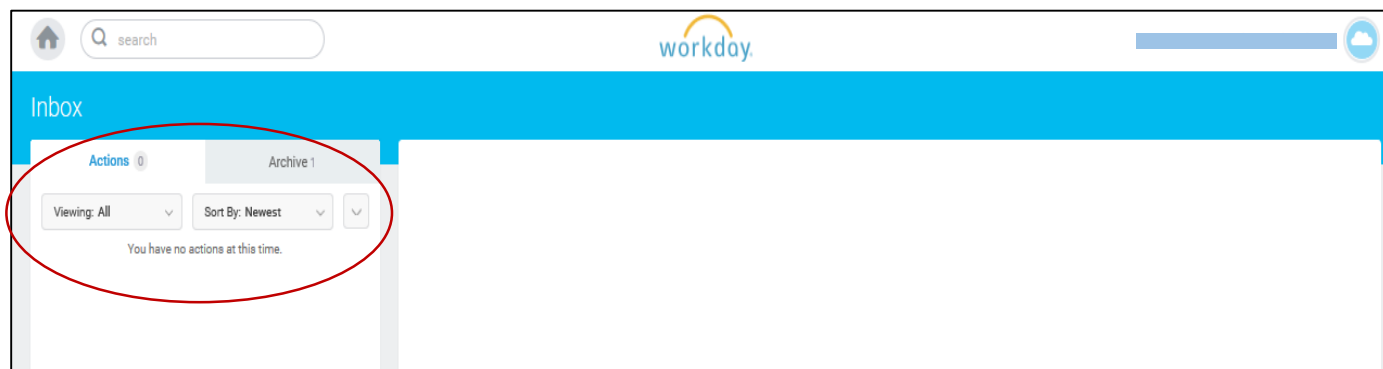 search
workday.
Inbox
Actions 0
Archive 1
Viewing: All
Sort By: Newest
You have no actions at this time.